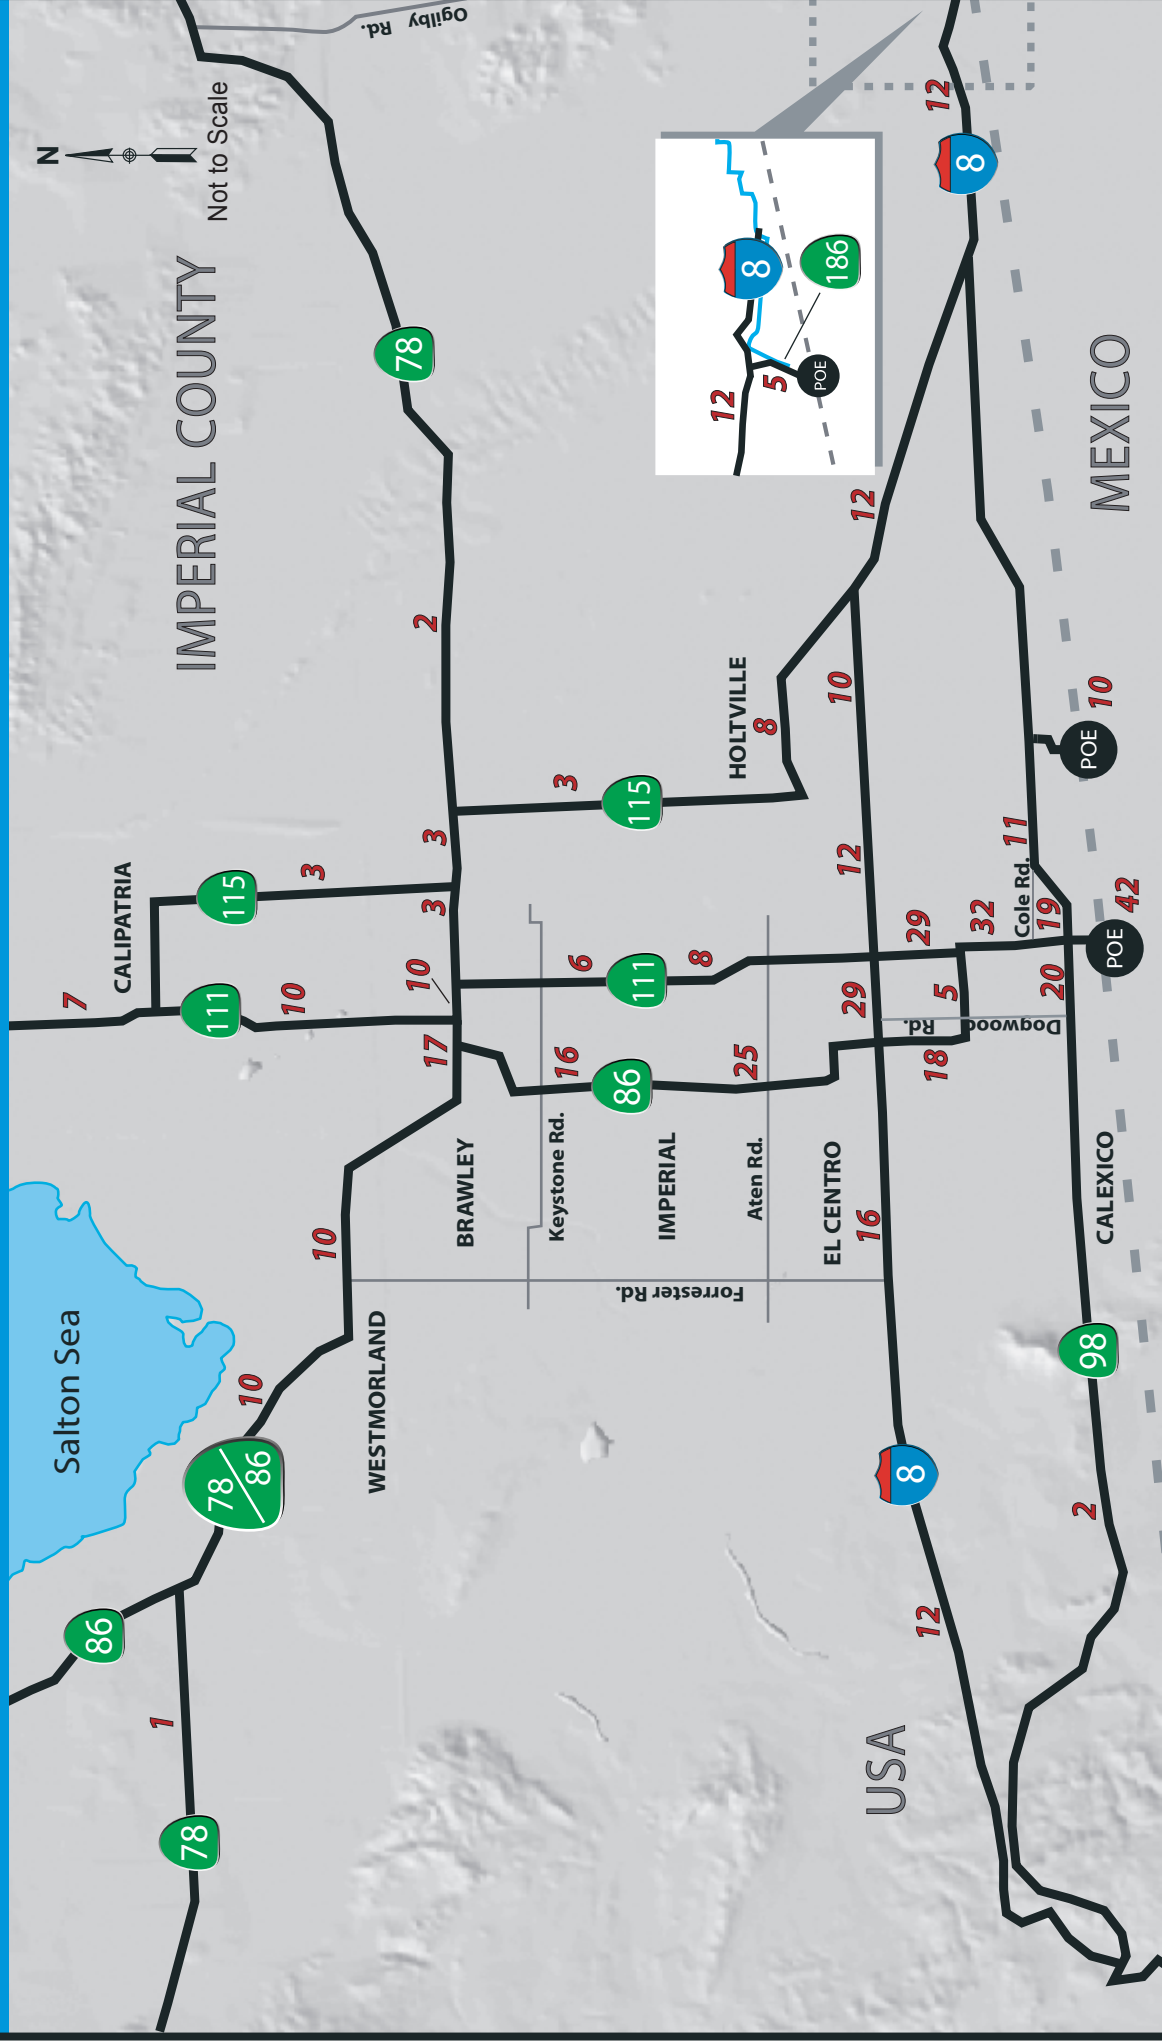 Salton Sea
N
Not to Scale
IMPERIAL COUNTY
Ogilby Rd.
CALIPATRIA
WESTMORLAND
BRAWLEY
Keystone Rd.
IMPERIAL
Aten Rd.
Forrester Rd.
EL CENTRO
HOLTVILLE
Dogwood Rd.
Cole Rd.
CALEXICO
USA
MEXICO
86
7
1
78
10
78
86
111
10
115
3
10
10
17
3
3
2
78
16
86
6
111
8
3
115
8
25
29
12
10
12
16
8
12
18
5
29
32
11
19
20
98
2
POE
42
POE
10
8
12
12
5
8
186
POE